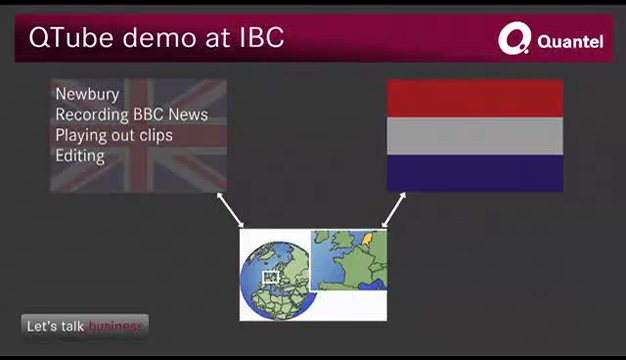 QTube demo at IBC
Quantel
Newbury
Recording BBC News
Playing out clips
Editing
Let's talk business